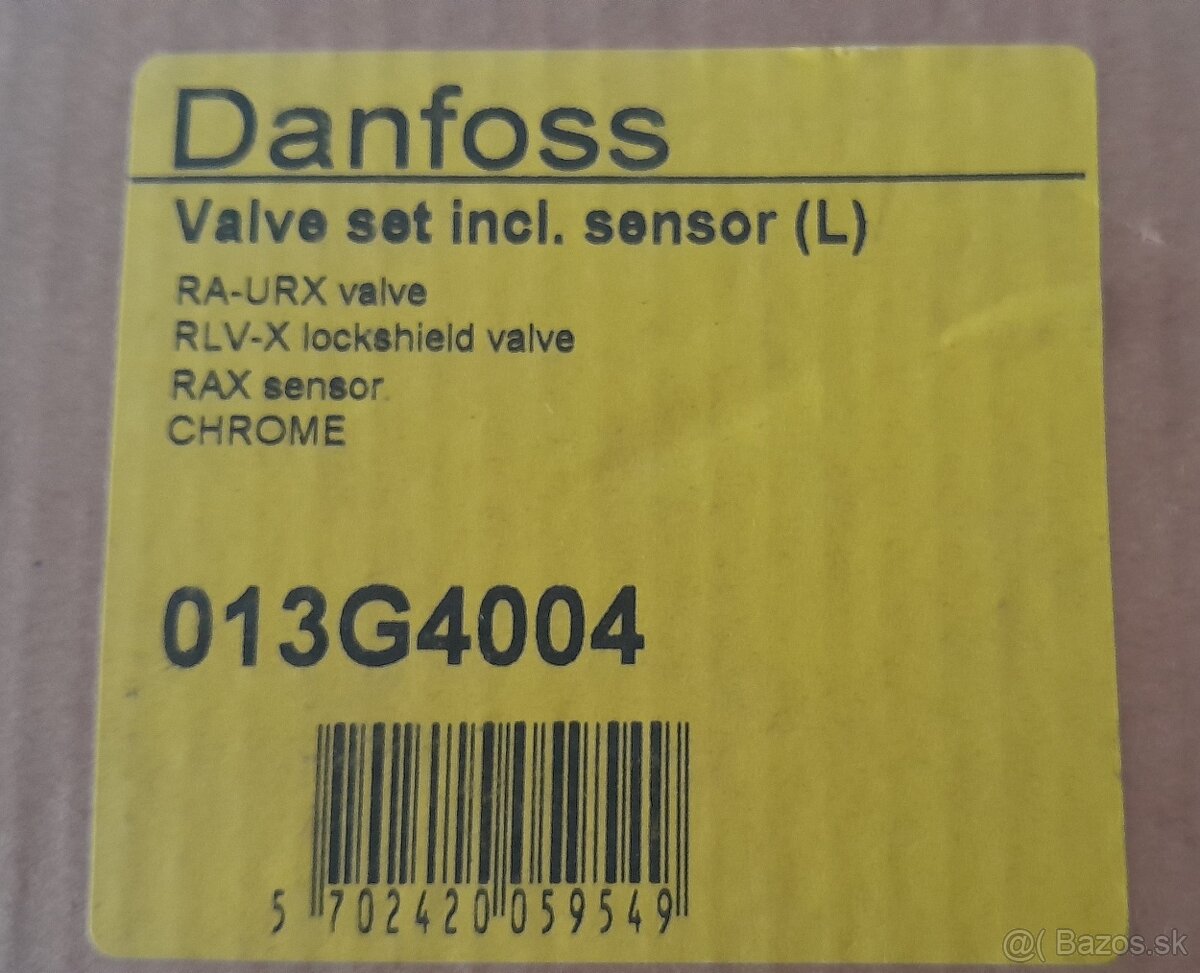 Danfoss
Valve set incl. sensor (L)
RA-URX valve
RLV-X lockshield valve
RAX sensor
CHROME
013G4004
5 702420 059549
@( Bazos.sk